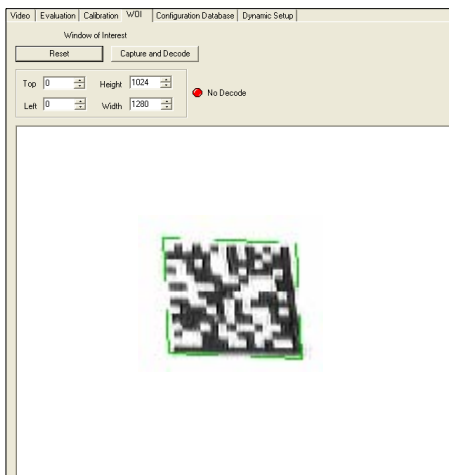 Video Evaluation Calibration WOI Configuration Database Dynamic Setup
Window of Interest
Reset Capture and Decode
Top 0 Height 1024
No Decode
Left 0 Width 1280